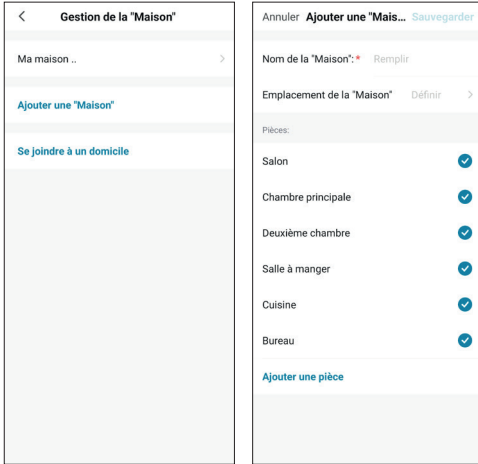 Gestion de la "Maison"
Ma maison ..
Ajouter une "Maison"
Se joindre à un domicile
Annuler Ajouter une "Mais... Sauvegarder
Nom de la "Maison":* Remplir
Emplacement de la "Maison" Définir
Pièces:
Salon
Chambre principale
Deuxième chambre
Salle à manger
Cuisine
Bureau
Ajouter une pièce